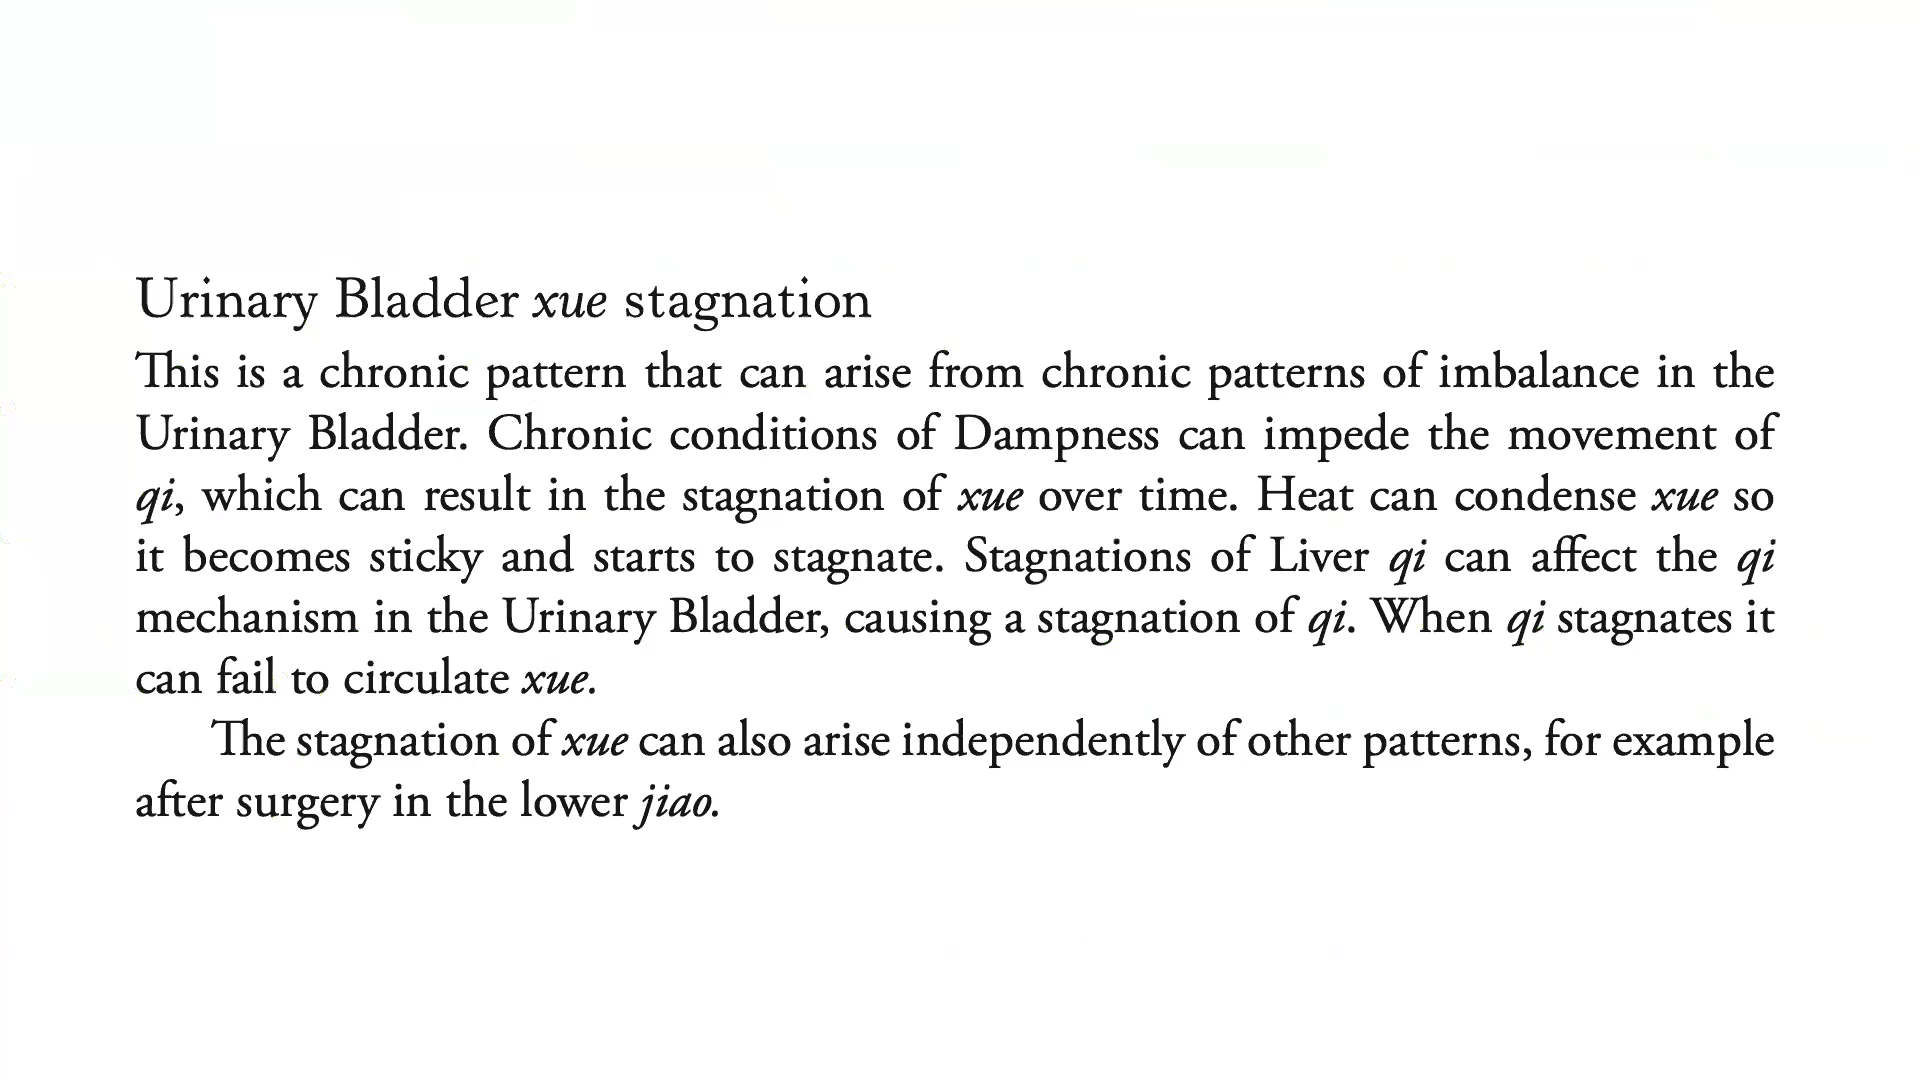 Urinary Bladder xue stagnation
This is a chronic pattern that can arise from chronic patterns of imbalance in the
Urinary Bladder. Chronic conditions of Dampness can impede the movement of
qi, which can result in the stagnation of xue over time. Heat can condense xue so
it becomes sticky and starts to stagnate. Stagnations of Liver qi can affect the qi
mechanism in the Urinary Bladder, causing a stagnation of qi. When qi stagnates it
can fail to circulate xue.
The stagnation of xue can also arise independently of other patterns, for example
after surgery in the lower jiao.